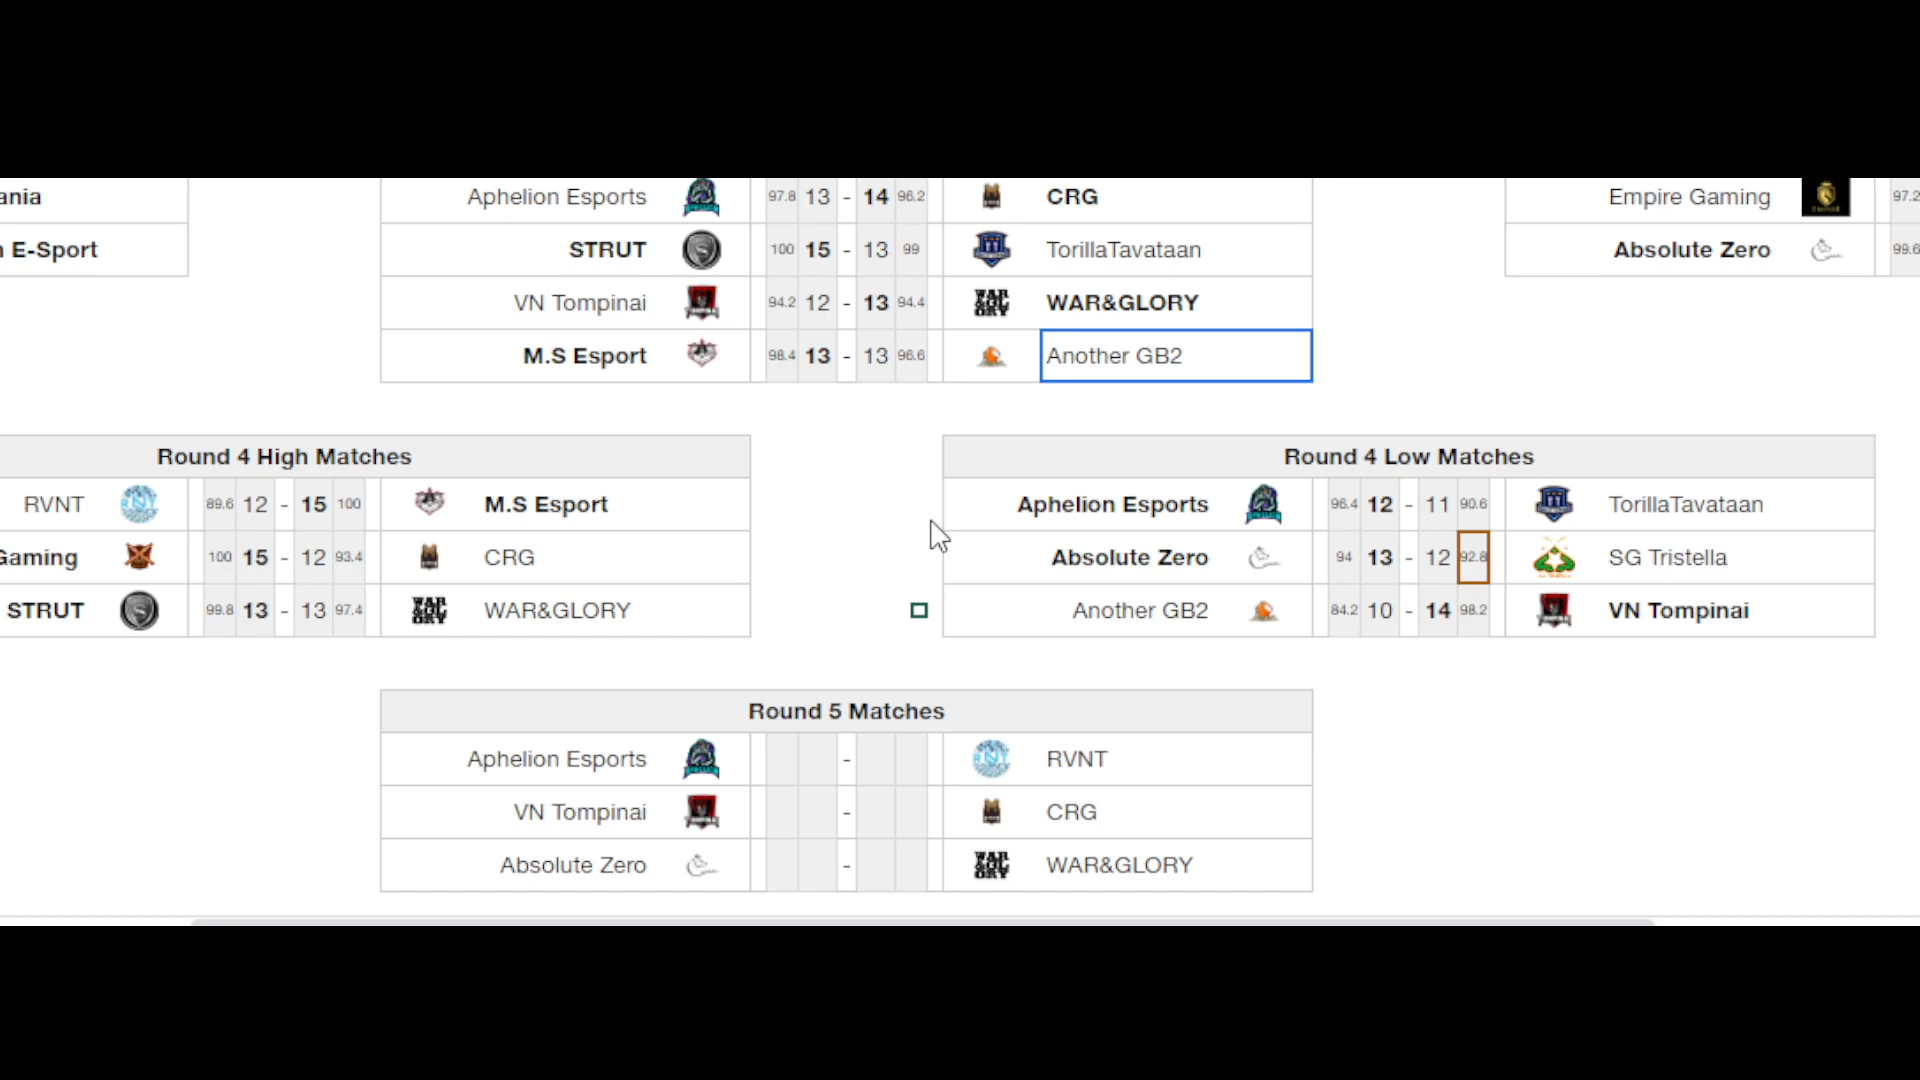 ania
Aphelion Esports 97.8 13 - 14 96.2 CRG
Empire Gaming 97.2
n E-Sport
STRUT 100 15 - 13 99 TorillaTavataan
Absolute Zero 99.6
VN Tompinai 94.2 12 - 13 94.4 WAR&GLORY
M.S Esport 98.4 13 - 13 96.6 Another GB2
Round 4 High Matches
RVNT 89.6 12 - 15 100 M.S Esport
Gaming 100 15 - 12 93.4 CRG
STRUT 99.8 13 - 13 97.4 WAR&GLORY
Round 4 Low Matches
Aphelion Esports 96.4 12 - 11 90.6 TorillaTavataan
Absolute Zero 94 13 - 12 92.8 SG Tristella
Another GB2 84.2 10 - 14 98.2 VN Tompinai
Round 5 Matches
Aphelion Esports - RVNT
VN Tompinai - CRG
Absolute Zero - WAR&GLORY